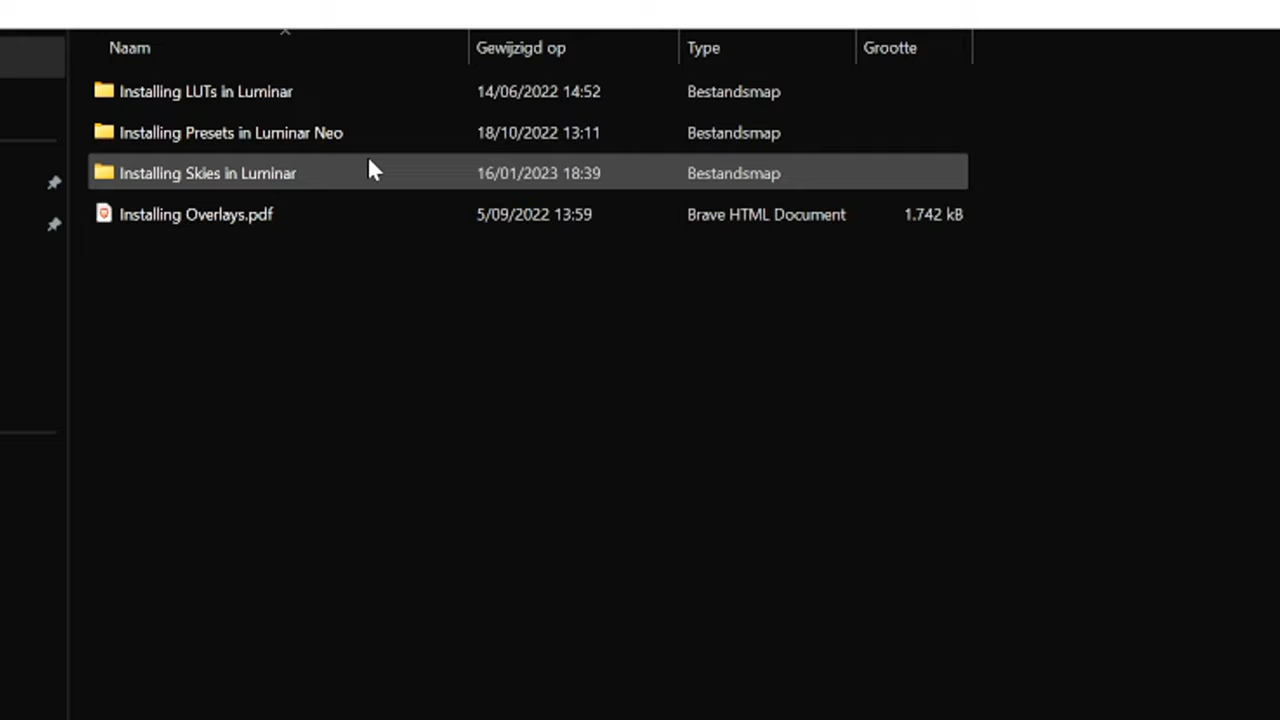 Naam Gewijzigd op Type Grootte
Installing LUTs in Luminar 14/06/2022 14:52 Bestandsmap
Installing Presets in Luminar Neo 18/10/2022 13:11 Bestandsmap
Installing Skies in Luminar 16/01/2023 18:39 Bestandsmap
Installing Overlays.pdf 5/09/2022 13:59 Brave HTML Document 1.742 kB